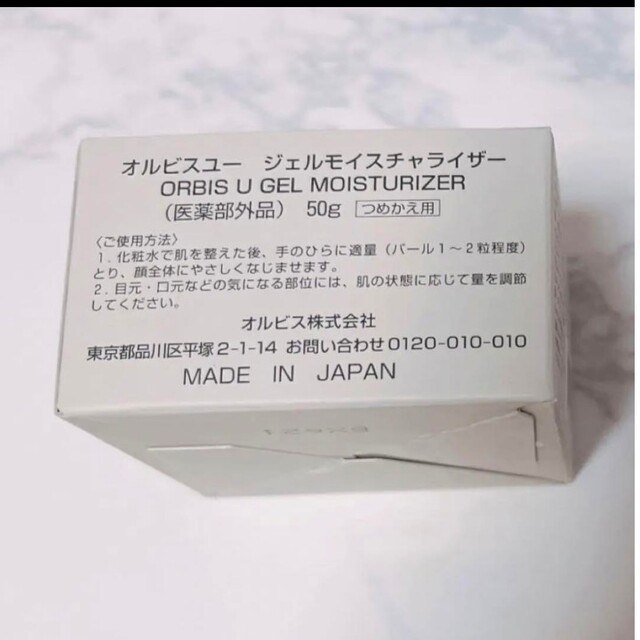 オルビスユー ジェルモイスチャライザー
ORBIS U GEL MOISTURIZER
(医薬部外品) 50g つめかえ用
〈ご使用方法〉
1. 化粧水で肌を整えた後、手のひらに適量(パール1〜2粒程度)
とり、顔全体にやさしくなじませます。
2. 目元・口元などの気になる部位には、肌の状態に応じて量を調節
してください。
オルビス株式会社
東京都品川区平塚2-1-14 お問い合わせ0120-010-010
MADE IN JAPAN